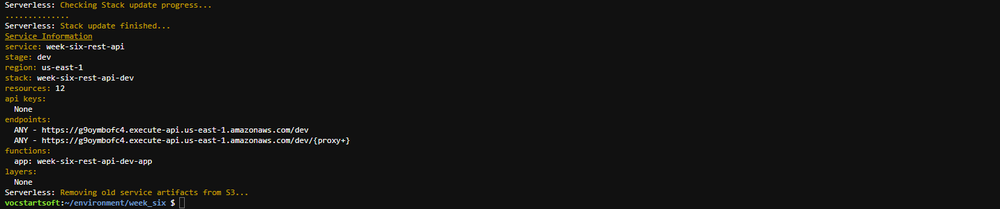 Serverless: Checking Stack update progress...
..............
Serverless: Stack update finished...
Service Information
service: week-six-rest-api
stage: dev
region: us-east-1
stack: week-six-rest-api-dev
resources: 12
api keys:
  None
endpoints:
  ANY - https://g9oymbofc4.execute-api.us-east-1.amazonaws.com/dev
  ANY - https://g9oymbofc4.execute-api.us-east-1.amazonaws.com/dev/{proxy+}
functions:
  app: week-six-rest-api-dev-app
layers:
  None
Serverless: Removing old service artifacts from S3...
vocstartsoft:~/environment/week_six $